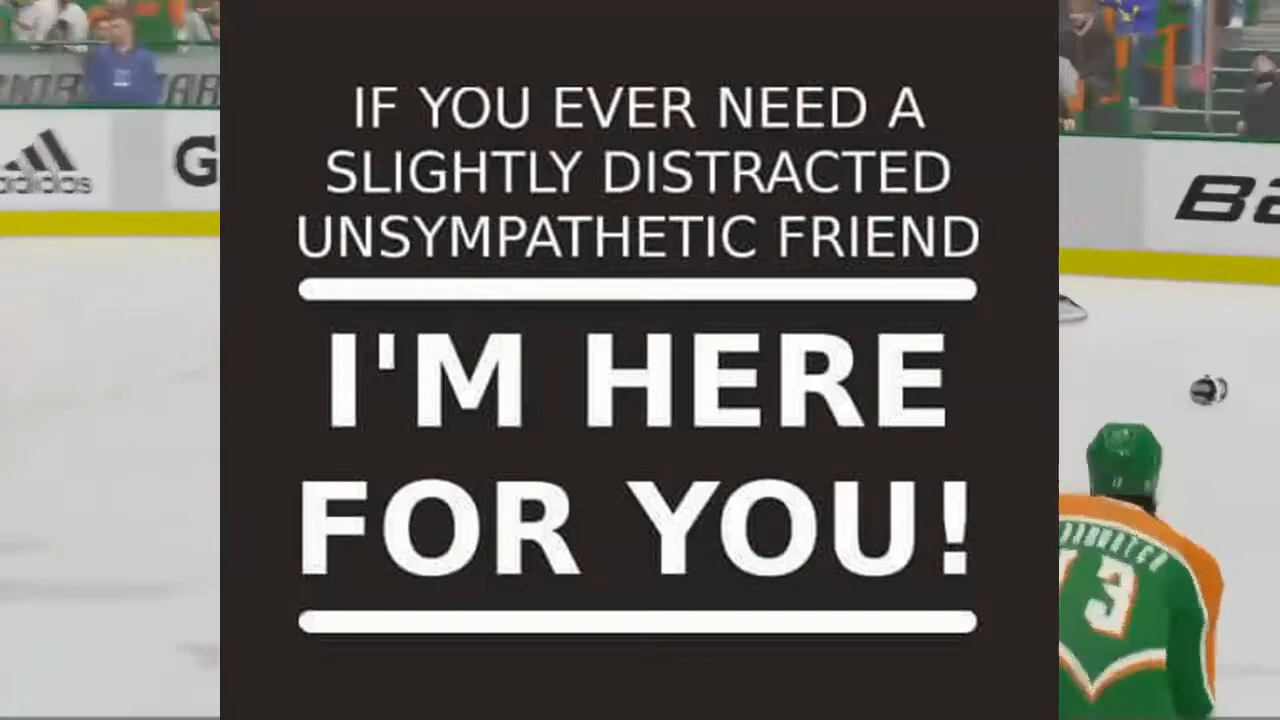 IF YOU EVER NEED A
SLIGHTLY DISTRACTED
UNSYMPATHETIC FRIEND
I'M HERE
FOR YOU!
adidas